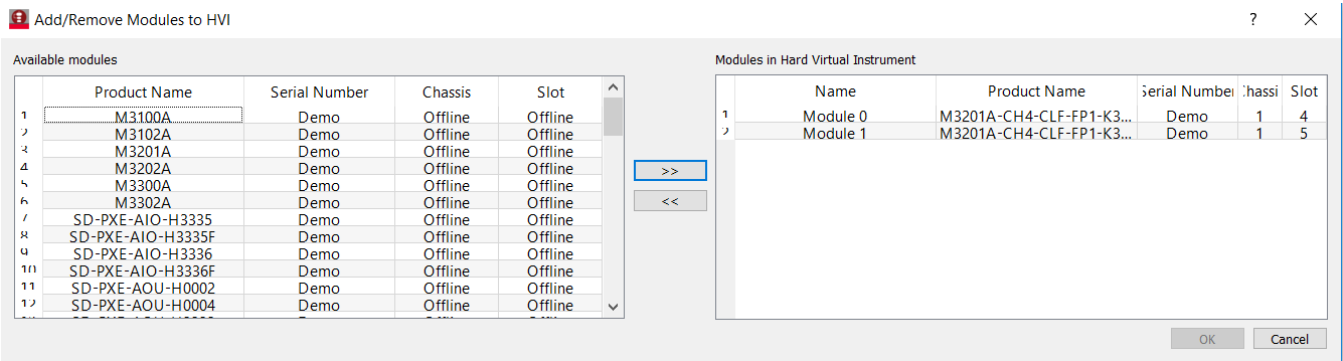 Add/Remove Modules to HVI
? ×
Available modules
Product Name Serial Number Chassis Slot
1 M3100A Demo Offline Offline
2 M3102A Demo Offline Offline
3 M3201A Demo Offline Offline
4 M3202A Demo Offline Offline
5 M3300A Demo Offline Offline
6 M3302A Demo Offline Offline
7 SD-PXE-AIO-H3335 Demo Offline Offline
8 SD-PXE-AIO-H3335F Demo Offline Offline
9 SD-PXE-AIO-H3336 Demo Offline Offline
10 SD-PXE-AIO-H3336F Demo Offline Offline
11 SD-PXE-AOU-H0002 Demo Offline Offline
12 SD-PXE-AOU-H0004 Demo Offline Offline
>>
<<
Modules in Hard Virtual Instrument
Name Product Name Serial Number Chassi Slot
1 Module 0 M3201A-CH4-CLF-FP1-K3... Demo 1 4
2 Module 1 M3201A-CH4-CLF-FP1-K3... Demo 1 5
OK Cancel